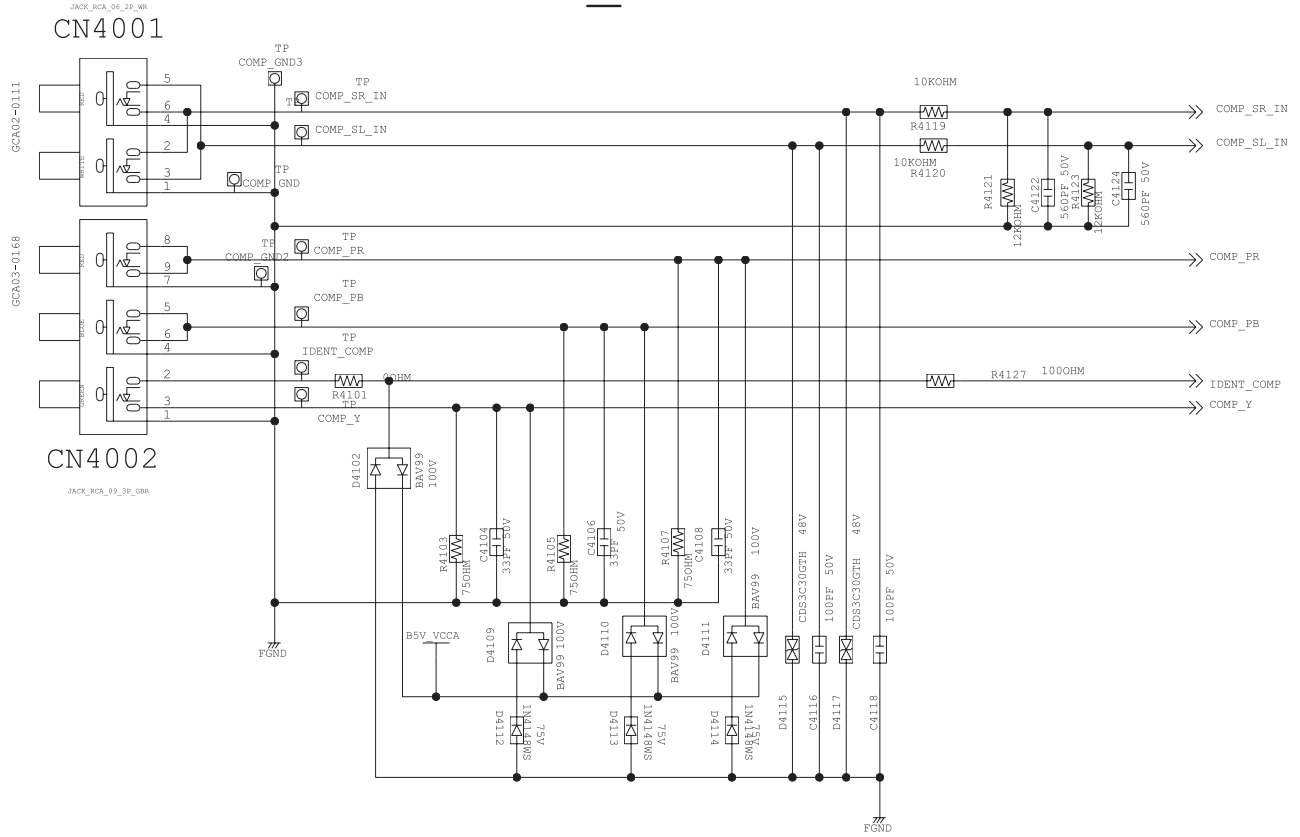 JACK_RCA_06_2P_WR
CN4001
GCA02-0111
RED
WHITE
5
6
4
2
3
1
TP
COMP_GND3
TP
COMP_SR_IN
TP
COMP_SL_IN
TP
COMP_GND
10KOHM
R4119
10KOHM
R4120
COMP_SR_IN
COMP_SL_IN
R4121
12KOHM
C4122
560PF 50V
R4123
12KOHM
C4124
560PF 50V
GCA03-0168
RED
BLUE
GREEN
8
9
7
5
6
4
2
3
1
TP
COMP_GND2
TP
COMP_PR
TP
COMP_PB
TP
IDENT_COMP
0OHM
R4101
TP
COMP_Y
COMP_PR
COMP_PB
R4127 100OHM
IDENT_COMP
COMP_Y
CN4002
JACK_RCA_09_3P_GBR
D4102
BAV99
100V
R4103
75OHM
C4104
33PF 50V
R4105
75OHM
C4106
33PF 50V
R4107
75OHM
C4108
33PF 50V
BAV99 100V
CDS3C30GTH 48V
100PF 50V
CDS3C30GTH 48V
100PF 50V
FGND
B5V_VCCA
D4109
BAV99 100V
D4110
BAV99 100V
D4111
D4112
1N4148WS
75V
D4113
1N4148WS
75V
D4114
1N4148WS
75V
D4115
C4116
D4117
C4118
FGND